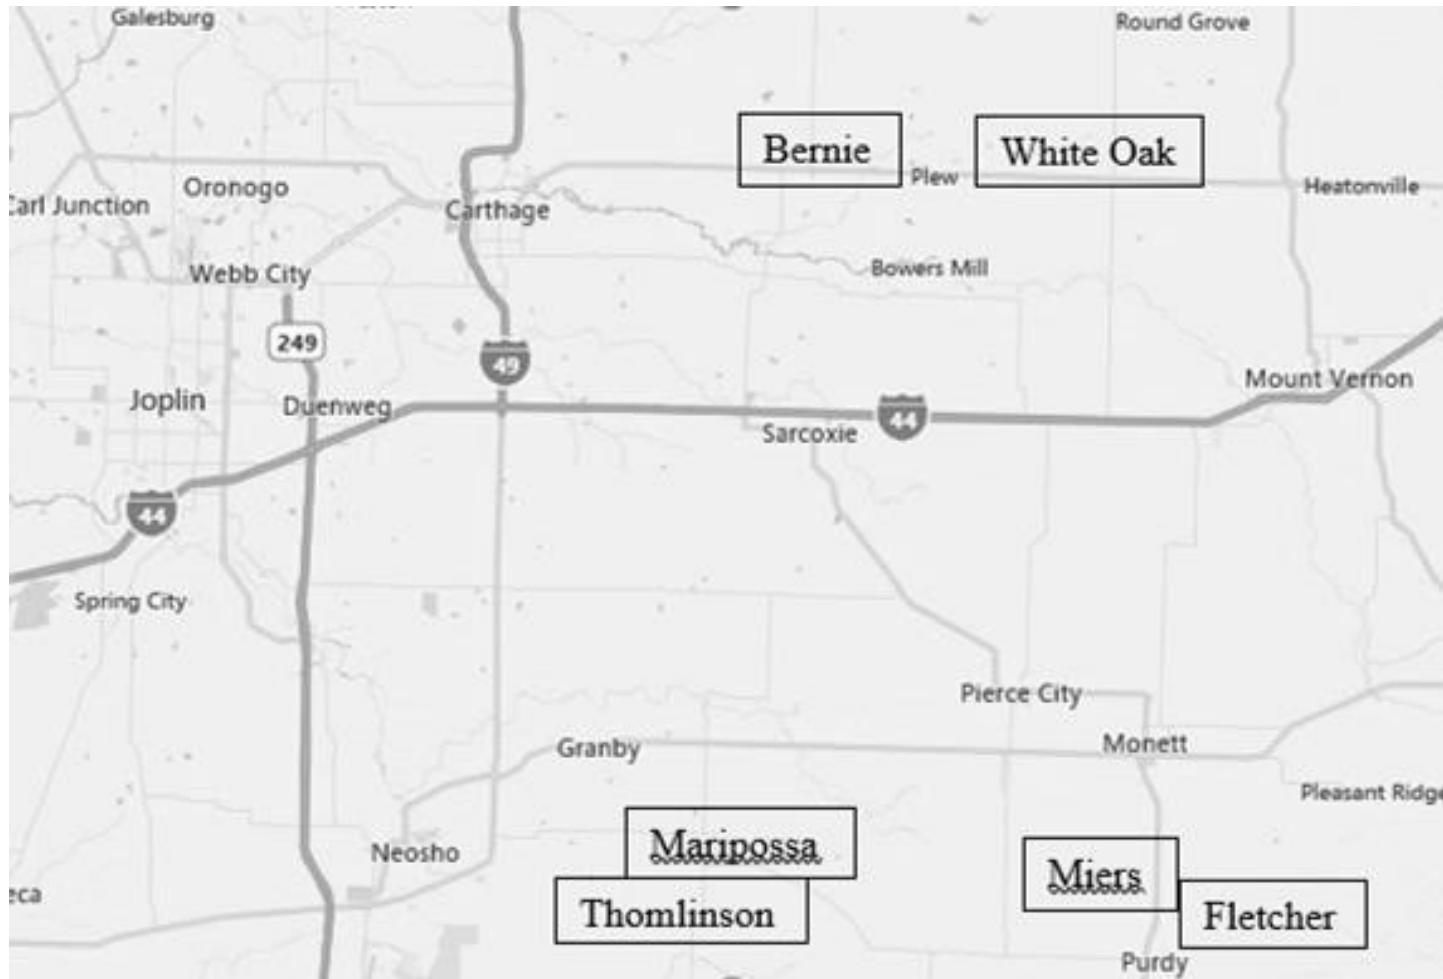 Galesburg
Round Grove
Bernie
White Oak
Plew
Oronogo
Heatonville
Carl Junction
Carthage
Webb City
Bowers Mill
249
49
Mount Vernon
Joplin
Duenweg
44
Sarcoxie
44
Spring City
Pierce City
Granby
Monett
Pleasant Ridge
Maripossa
Neosho
Miers
eca
Thomlinson
Fletcher
Purdy